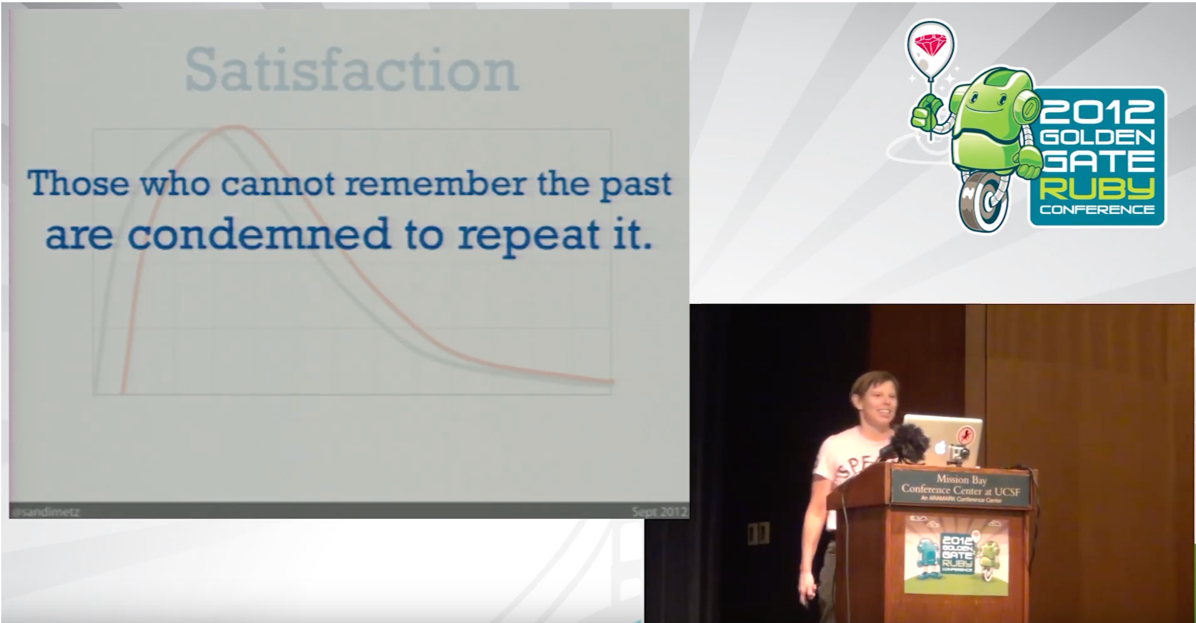 Satisfaction
Those who cannot remember the past
are condemned to repeat it.
@sandimetz
Sept 2012
2012
GOLDEN
GATE
RUBY
CONFERENCE
SPE
Mission Bay
Conference Center at UCSF
An ARAMARK Conference Center
2012
GOLDEN
GATE
RUBY
CONFERENCE